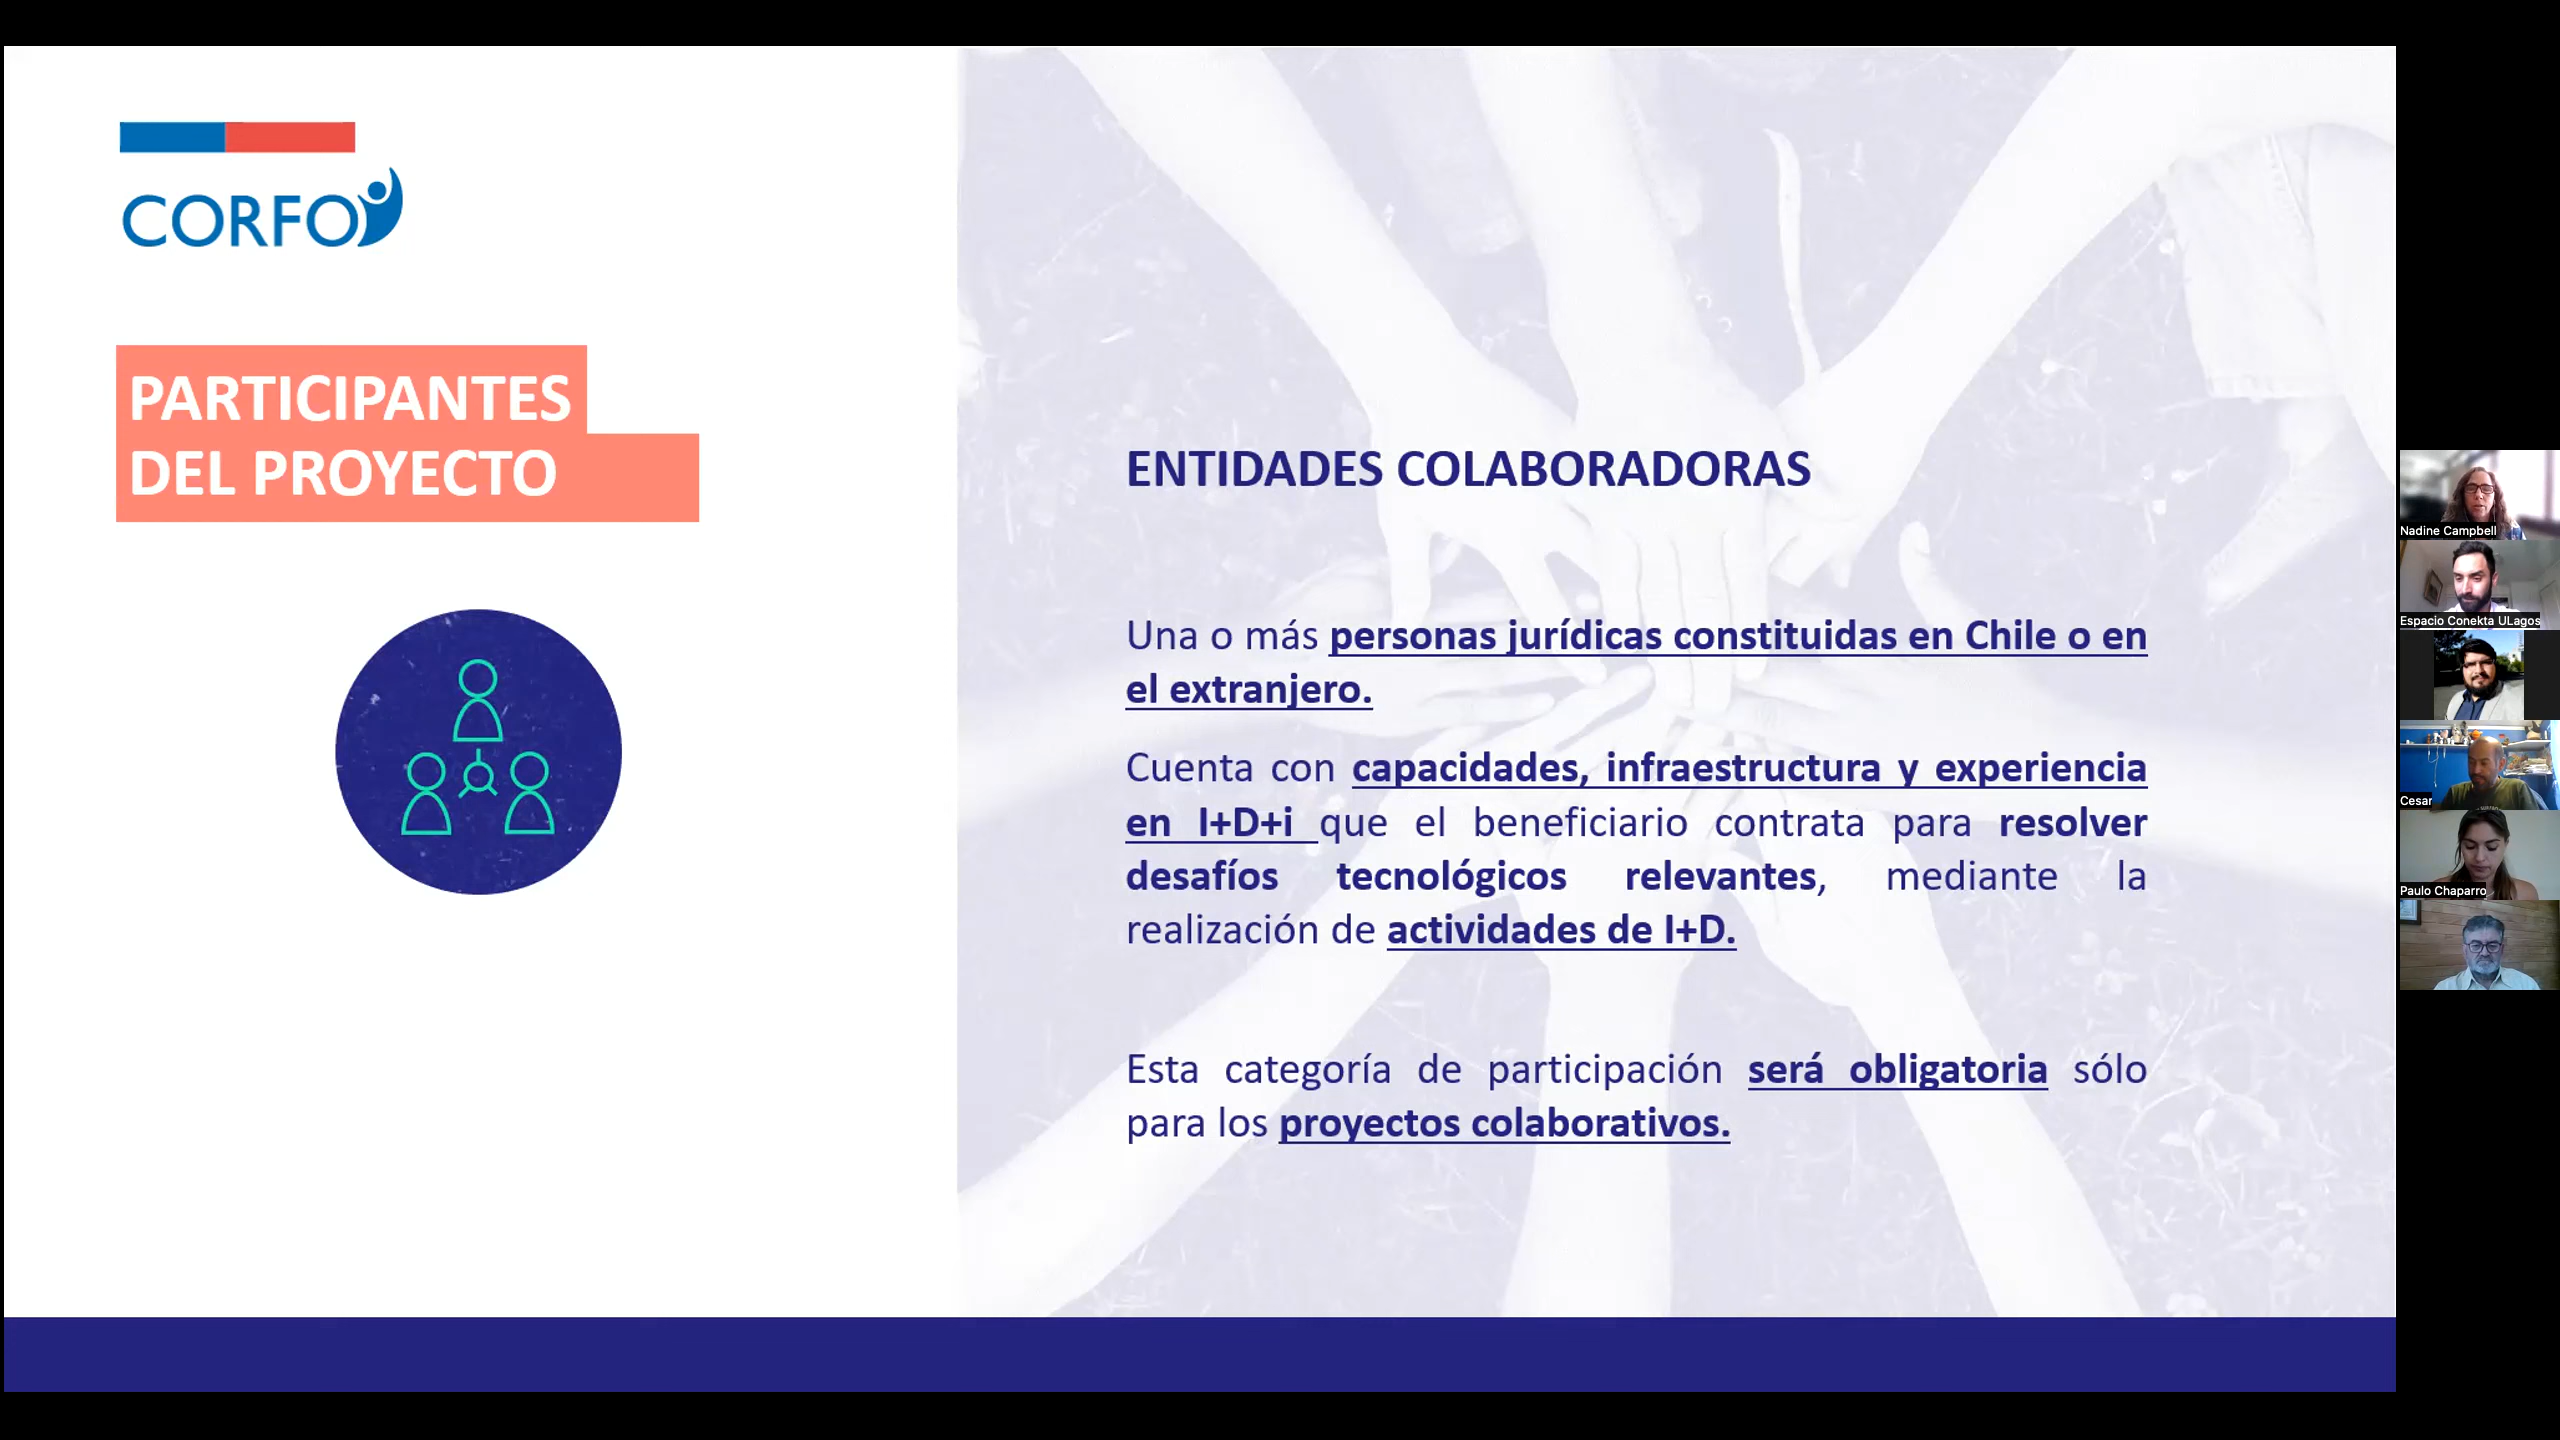 CORFO
PARTICIPANTES
DEL PROYECTO
ENTIDADES COLABORADORAS
Una o más personas jurídicas constituidas en Chile o en
el extranjero.
Cuenta con capacidades, infraestructura y experiencia
en I+D+i que el beneficiario contrata para resolver
desafíos tecnológicos relevantes, mediante la
realización de actividades de I+D.
Esta categoría de participación será obligatoria sólo
para los proyectos colaborativos.
Nadine Campbell
Espacio Conekta ULagos
Cesar
Paulo Chaparro